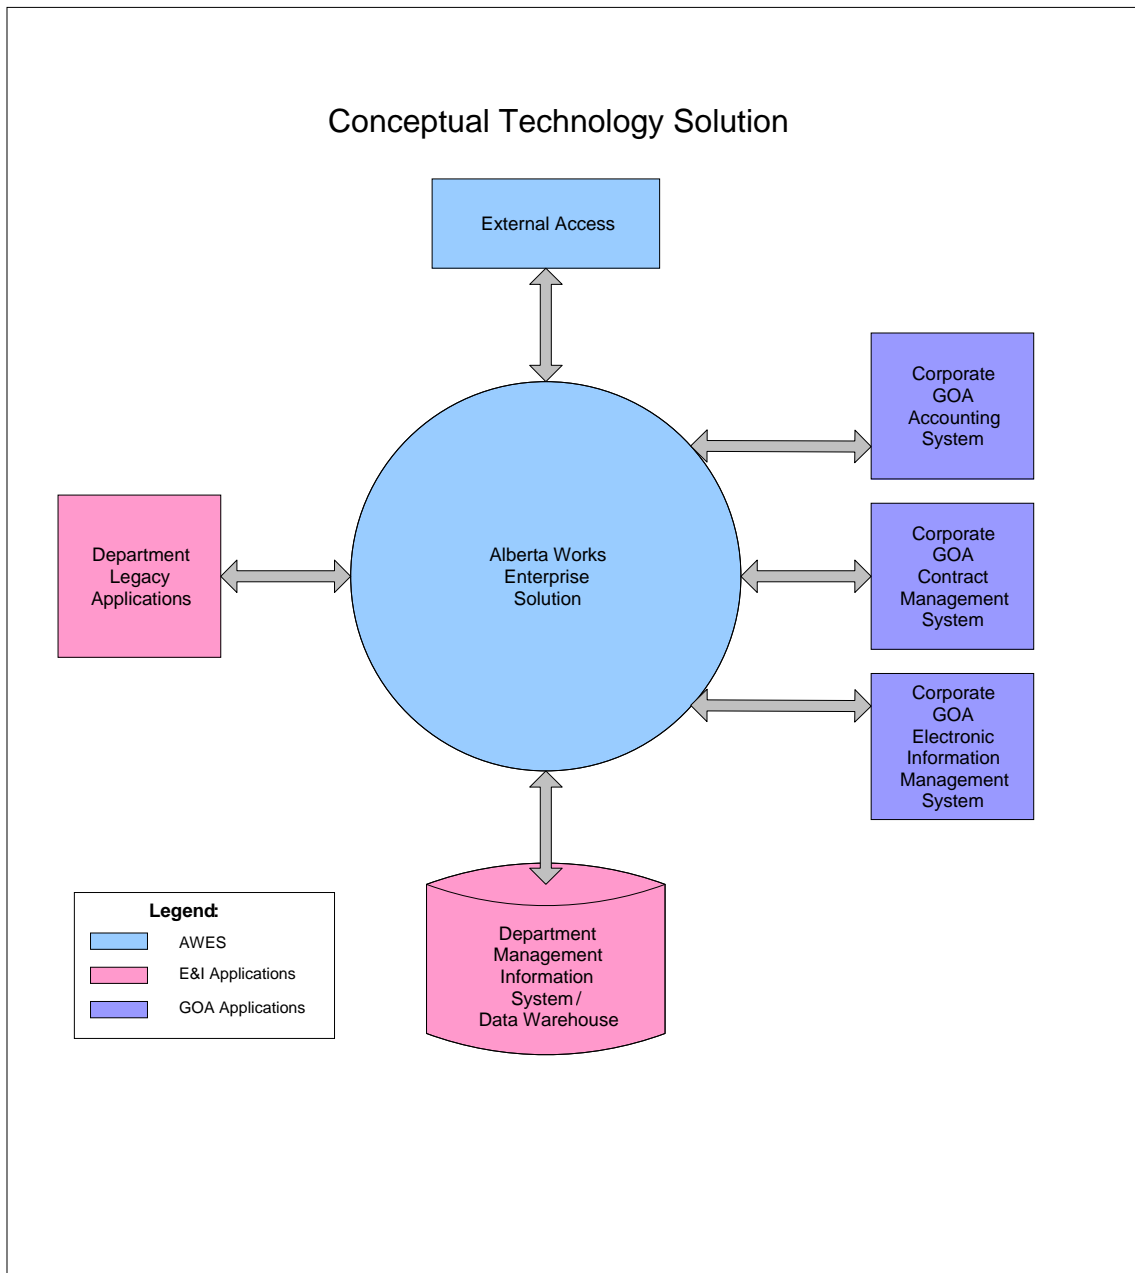 Conceptual Technology Solution
External Access
Corporate
GOA
Accounting
System
Department
Legacy
Applications
Alberta Works
Enterprise
Solution
Corporate
GOA
Contract
Management
System
Corporate
GOA
Electronic
Information
Management
System
Department
Management
Information
System/
Data Warehouse
Legend:
AWES
E&I Applications
GOA Applications